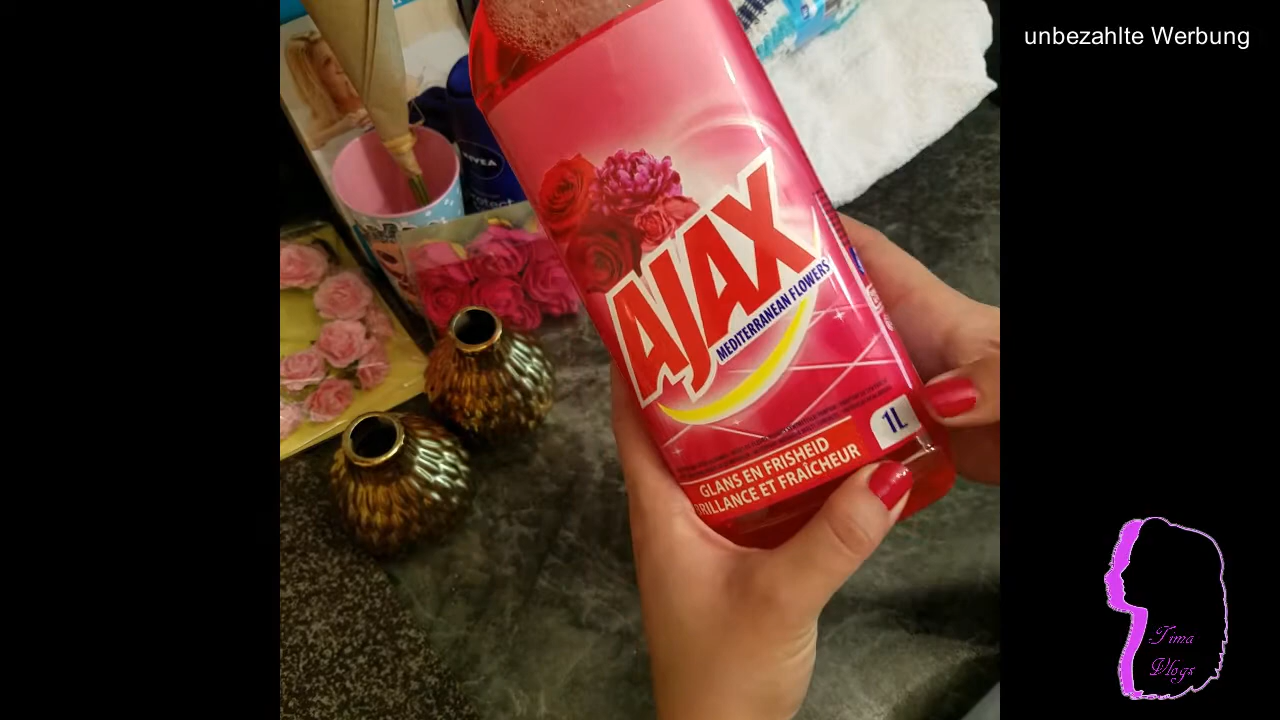 unbezahlte Werbung
NIVEA
AJAX
MEDITERRANEAN FLOWERS
1L
GLANS EN FRISHEID
BRILLANCE ET FRAÎCHEUR
Tima
Vlogs